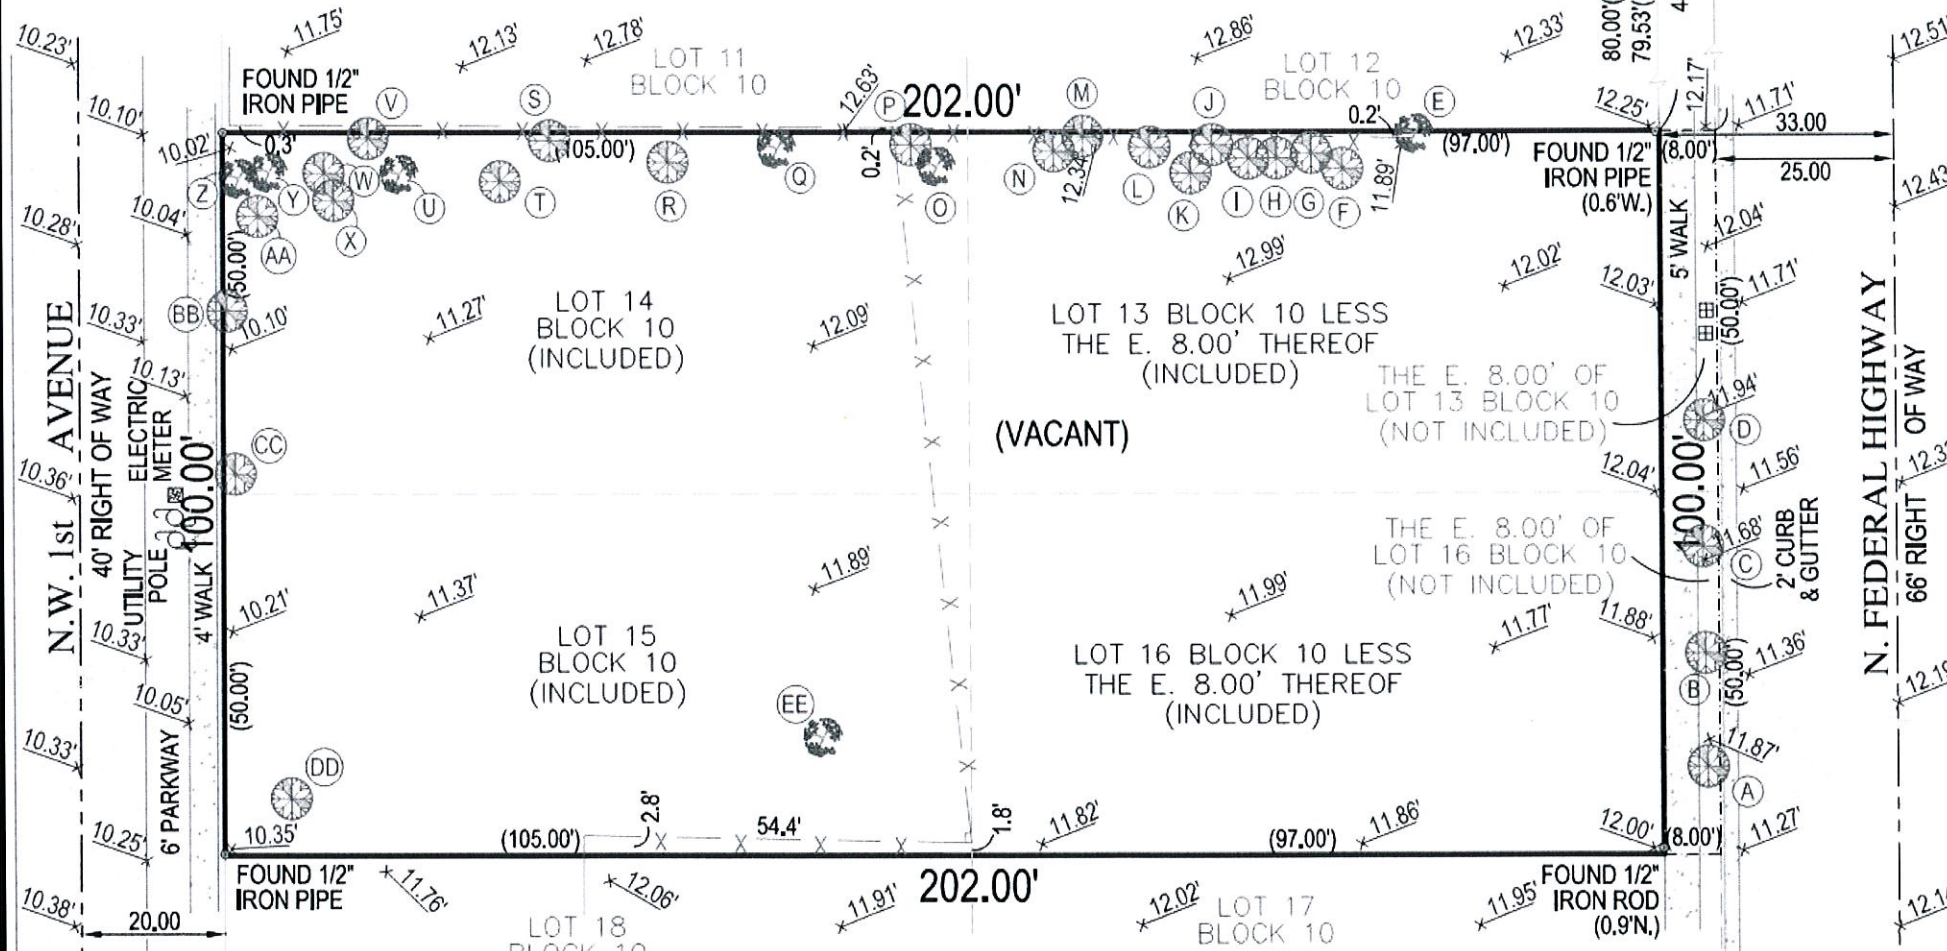 10.23'
11.75'
12.13'
12.78'
LOT 11
BLOCK 10
12.86'
LOT 12
BLOCK 10
12.33'
80.00'(
79.53'(
12.51'
FOUND 1/2"
IRON PIPE
V
S
12.63'
P
202.00'
M
J
0.2'
E
12.25'
12.17'
11.71'
33.00
10.10'
10.02'
0.3'
(105.00')
0.2'
12.34'
11.89'
(97.00')
FOUND 1/2"
IRON PIPE
(0.6'W.)
(8.00')
25.00
Z
Y
W
X
U
T
R
Q
O
N
L
K
I
H
G
F
AA
BB
10.28'
10.04'
(50.00')
12.43
12.04'
5' WALK
10.33'
10.10'
11.27'
LOT 14
BLOCK 10
(INCLUDED)
12.09'
12.99'
12.02'
12.03'
11.71'
(50.00')
LOT 13 BLOCK 10 LESS
THE E. 8.00' THEREOF
(INCLUDED)
THE E. 8.00' OF
LOT 13 BLOCK 10
(NOT INCLUDED)
11.94'
D
N.W. 1st AVENUE
40' RIGHT OF WAY
UTILITY
POLE
ELECTRIC
METER
10.13'
CC
10.36'
100.00'
4' WALK
(VACANT)
12.04'
100.00'
11.56'
THE E. 8.00' OF
LOT 16 BLOCK 10
(NOT INCLUDED)
11.68'
C
2' CURB
& GUTTER
N. FEDERAL HIGHWAY
66' RIGHT OF WAY
10.21'
11.37'
11.89'
11.99'
11.77'
11.88'
10.33'
LOT 15
BLOCK 10
(INCLUDED)
LOT 16 BLOCK 10 LESS
THE E. 8.00' THEREOF
(INCLUDED)
11.36'
B
(50.00')
10.05'
(50.00')
EE
10.33'
6' PARKWAY
DD
11.87'
A
10.25'
10.35'
(105.00')
2.8'
54.4'
1.8'
11.82'
(97.00')
11.86'
12.00'
(8.00')
11.27'
FOUND 1/2"
IRON PIPE
11.76'
12.06'
11.91'
202.00'
12.02'
11.95'
FOUND 1/2"
IRON ROD
(0.9'N.)
10.38'
20.00
LOT 18
BLOCK 10
LOT 17
BLOCK 10